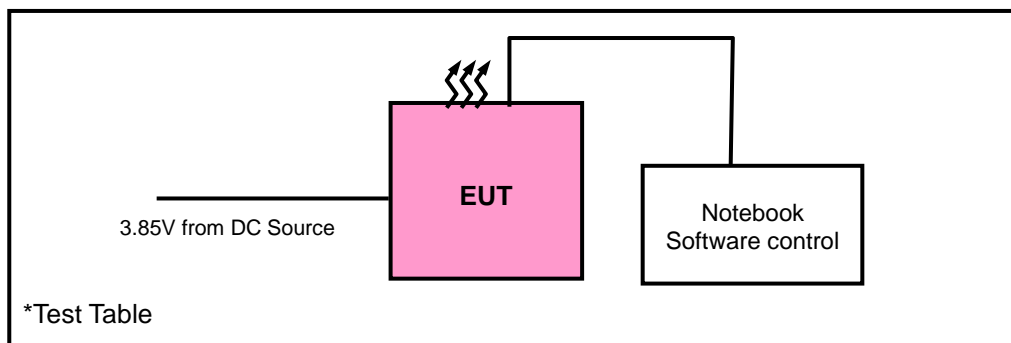 EUT
3.85V from DC Source
Notebook
Software control
*Test Table